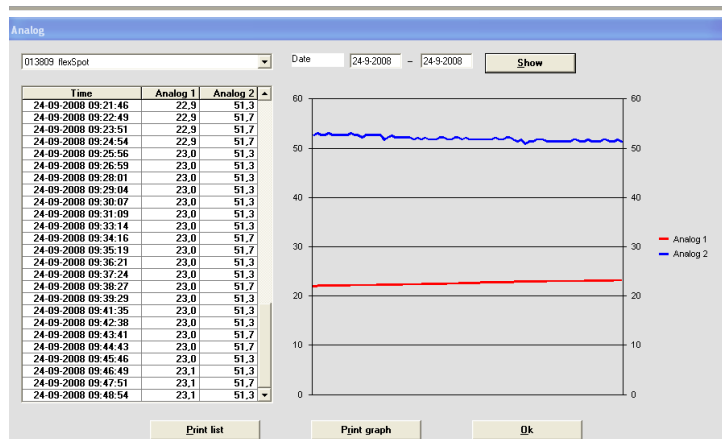 Analog
013809 flexSpot
Date 24-9-2008 – 24-9-2008 Show
Time Analog 1 Analog 2
24-09-2008 09:21:46 22,9 51,3
24-09-2008 09:22:49 22,9 51,7
24-09-2008 09:23:51 22,9 51,7
24-09-2008 09:24:54 22,9 51,7
24-09-2008 09:25:56 23,0 51,3
24-09-2008 09:26:59 23,0 51,3
24-09-2008 09:28:01 23,0 51,3
24-09-2008 09:29:04 23,0 51,3
24-09-2008 09:30:07 23,0 51,3
24-09-2008 09:31:09 23,0 51,3
24-09-2008 09:33:14 23,0 51,3
24-09-2008 09:34:16 23,0 51,7
24-09-2008 09:35:19 23,0 51,7
24-09-2008 09:36:21 23,0 51,3
24-09-2008 09:37:24 23,0 51,3
24-09-2008 09:38:27 23,0 51,7
24-09-2008 09:39:29 23,0 51,3
24-09-2008 09:41:35 23,0 51,3
24-09-2008 09:42:38 23,0 51,3
24-09-2008 09:43:41 23,0 51,7
24-09-2008 09:44:43 23,0 51,7
24-09-2008 09:45:46 23,0 51,3
24-09-2008 09:46:49 23,1 51,3
24-09-2008 09:47:51 23,1 51,7
24-09-2008 09:48:54 23,1 51,3
60 60
50 50
40 40
30 30
20 20
10 10
0 0
Analog 1
Analog 2
Print list Print graph Ok